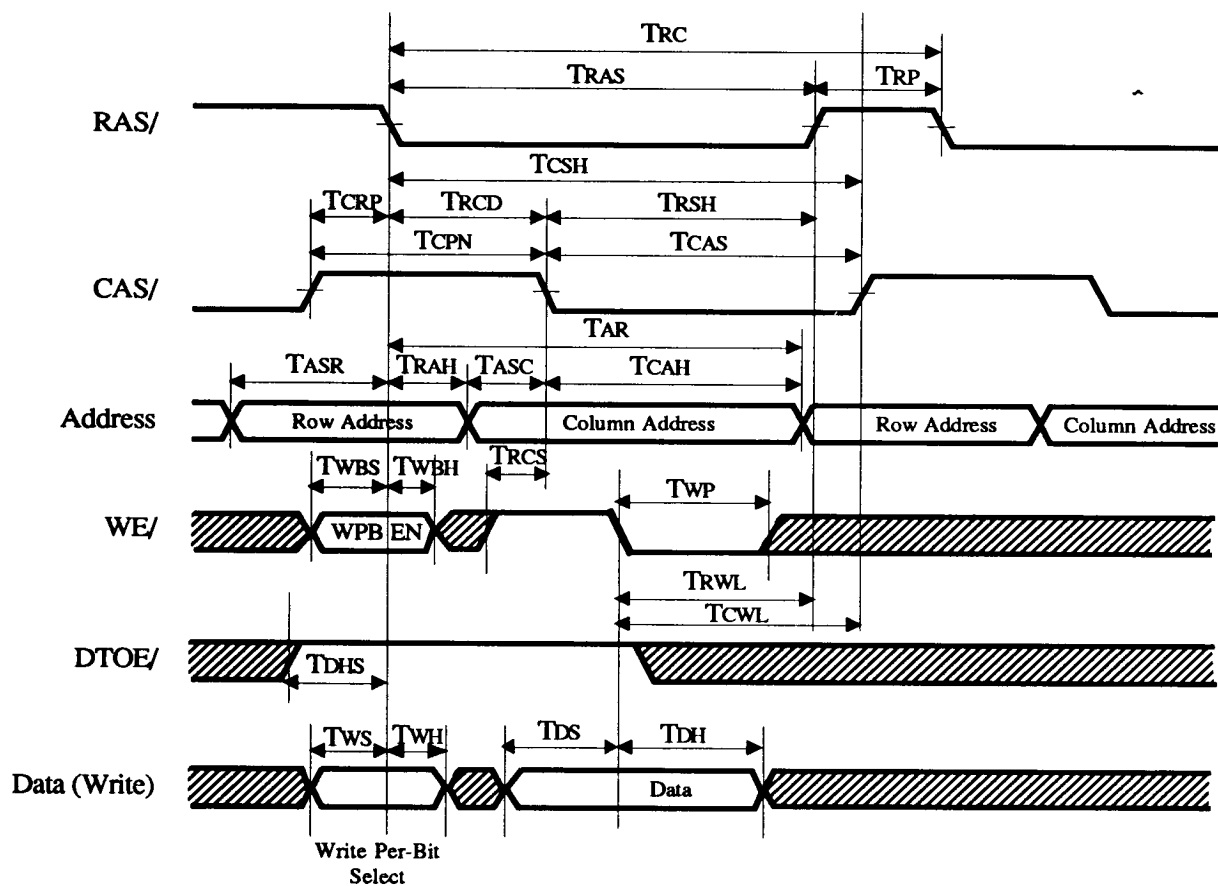 TRC
TRAS
TRP
RAS/
TCSH
TCRP
TRCD
TRSH
TCPN
TCAS
CAS/
TAR
TASR
TRAH
TASC
TCAH
Address
Row Address
Column Address
Row Address
Column Address
TRCS
TWBS
TWBH
TWP
WE/
WPB EN
TRWL
TCWL
DTOE/
TDHS
TWS
TWH
TDS
TDH
Data (Write)
Data
Write Per-Bit
Select